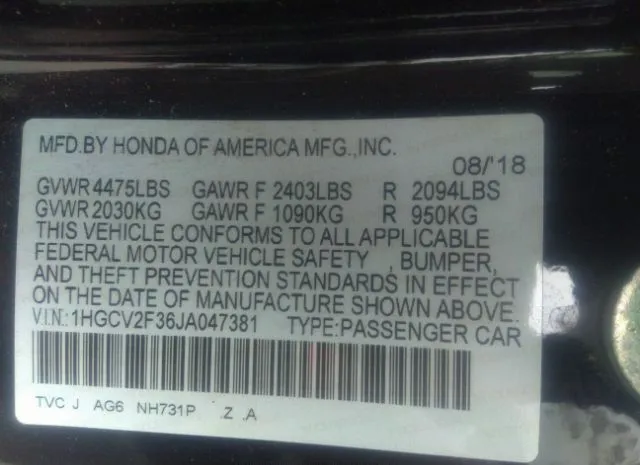 MFD.BY HONDA OF AMERICA MFG.,INC.
08/'18
GVWR 4475LBS GAWR F 2403LBS R 2094LBS
GVWR 2030KG GAWR F 1090KG R 950KG
THIS VEHICLE CONFORMS TO ALL APPLICABLE
FEDERAL MOTOR VEHICLE SAFETY , BUMPER,
AND THEFT PREVENTION STANDARDS IN EFFECT
ON THE DATE OF MANUFACTURE SHOWN ABOVE.
V.I.N.:1HGCV2F36JA047381 TYPE:PASSENGER CAR
TVC J AG6 NH731P Z .A